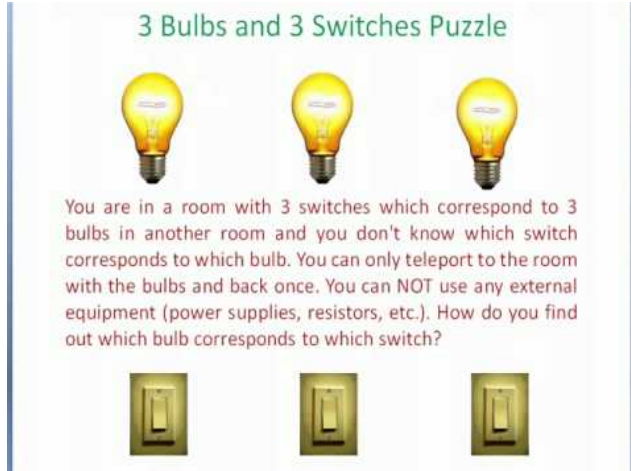 3 Bulbs and 3 Switches Puzzle
You are in a room with 3 switches which correspond to 3
bulbs in another room and you don't know which switch
corresponds to which bulb. You can only teleport to the room
with the bulbs and back once. You can NOT use any external
equipment (power supplies, resistors, etc.). How do you find
out which bulb corresponds to which switch?